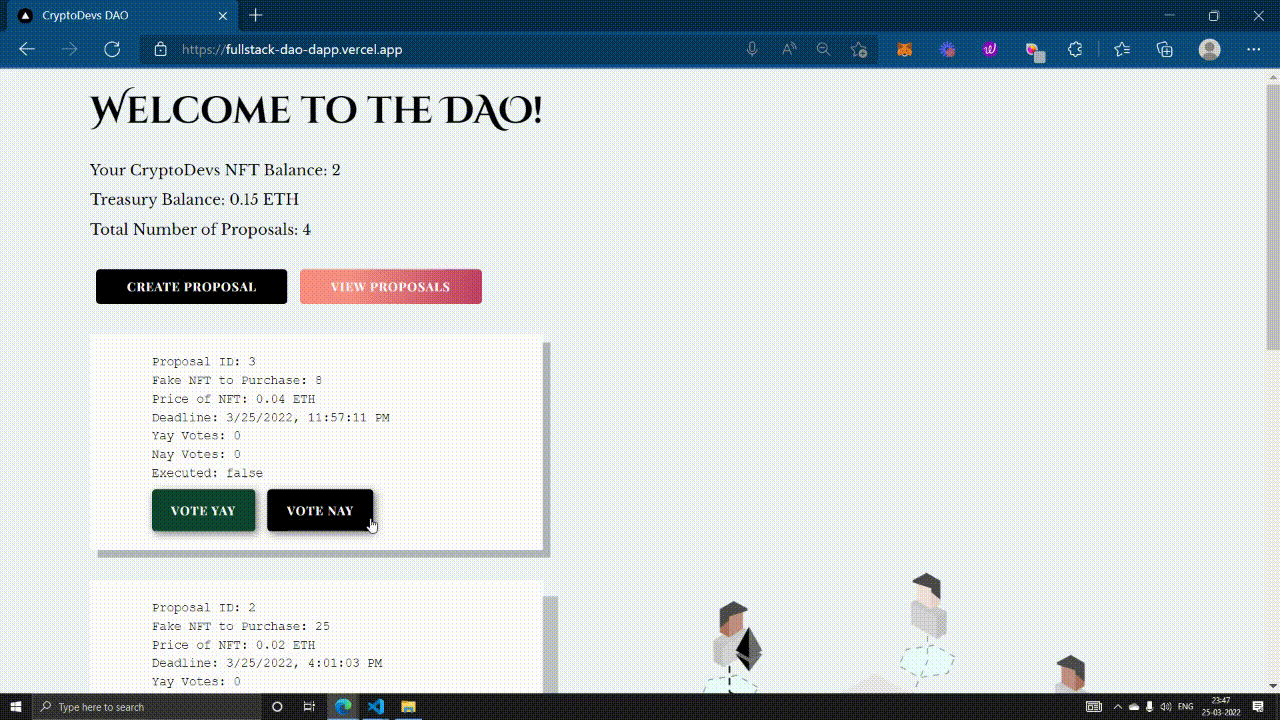 CryptoDevs DAO
https://fullstack-dao-dapp.vercel.app
WELCOME TO THE DAO!
Your CryptoDevs NFT Balance: 2
Treasury Balance: 0.15 ETH
Total Number of Proposals: 4
CREATE PROPOSAL
VIEW PROPOSALS
Proposal ID: 3
Fake NFT to Purchase: 8
Price of NFT: 0.04 ETH
Deadline: 3/25/2022, 11:57:11 PM
Yay Votes: 0
Nay Votes: 0
Executed: false
VOTE YAY
VOTE NAY
Proposal ID: 2
Fake NFT to Purchase: 25
Price of NFT: 0.02 ETH
Deadline: 3/25/2022, 4:01:03 PM
Yay Votes: 0
Type here to search
ENG
23:47
25-03-2022